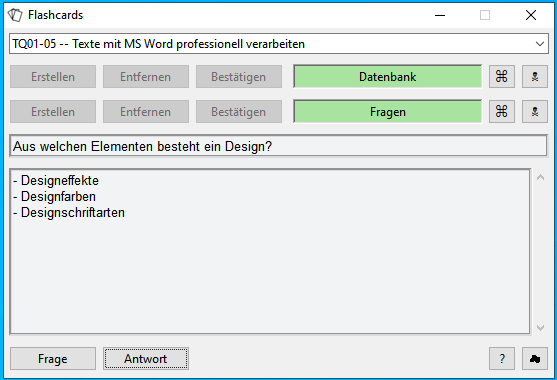 Flashcards
TQ01-05 -- Texte mit MS Word professionell verarbeiten
Erstellen Entfernen Bestätigen Datenbank ⌘ ☠
Erstellen Entfernen Bestätigen Fragen ⌘ ☠
Aus welchen Elementen besteht ein Design?
- Designeffekte
- Designfarben
- Designschriftarten
Frage Antwort ?